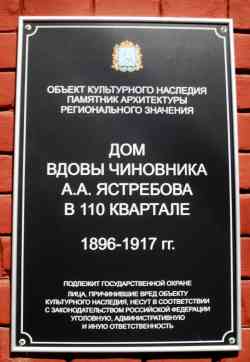 ОБЪЕКТ КУЛЬТУРНОГО НАСЛЕДИЯ
ПАМЯТНИК АРХИТЕКТУРЫ
РЕГИОНАЛЬНОГО ЗНАЧЕНИЯ
ДОМ
ВДОВЫ ЧИНОВНИКА
А.А. ЯСТРЕБОВА
В 110 КВАРТАЛЕ
1896-1917 гг.
ПОДЛЕЖИТ ГОСУДАРСТВЕННОЙ ОХРАНЕ
ЛИЦА, ПРИЧИНИВШИЕ ВРЕД ОБЪЕКТУ
КУЛЬТУРНОГО НАСЛЕДИЯ, НЕСУТ В СООТВЕТСТВИИ
С ЗАКОНОДАТЕЛЬСТВОМ РОССИЙСКОЙ ФЕДЕРАЦИИ
УГОЛОВНУЮ, АДМИНИСТРАТИВНУЮ
И ИНУЮ ОТВЕТСТВЕННОСТЬ